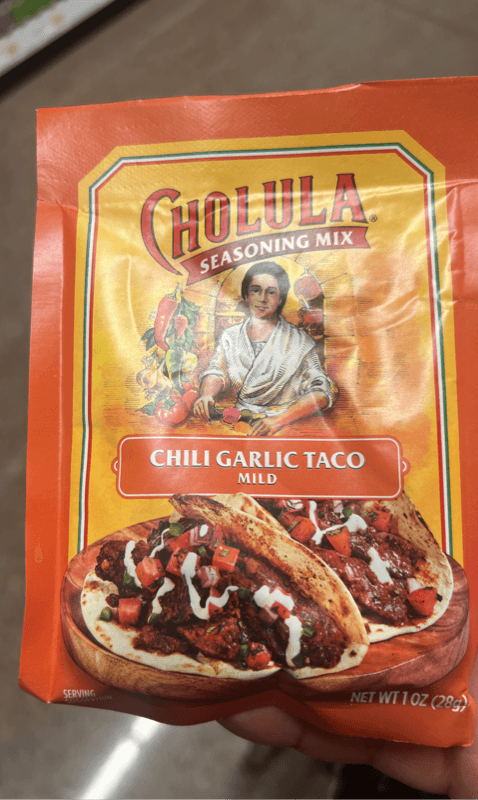 CHOLULA®
SEASONING MIX
CHILI GARLIC TACO
MILD
SERVING
NET WT 1 OZ (28g)